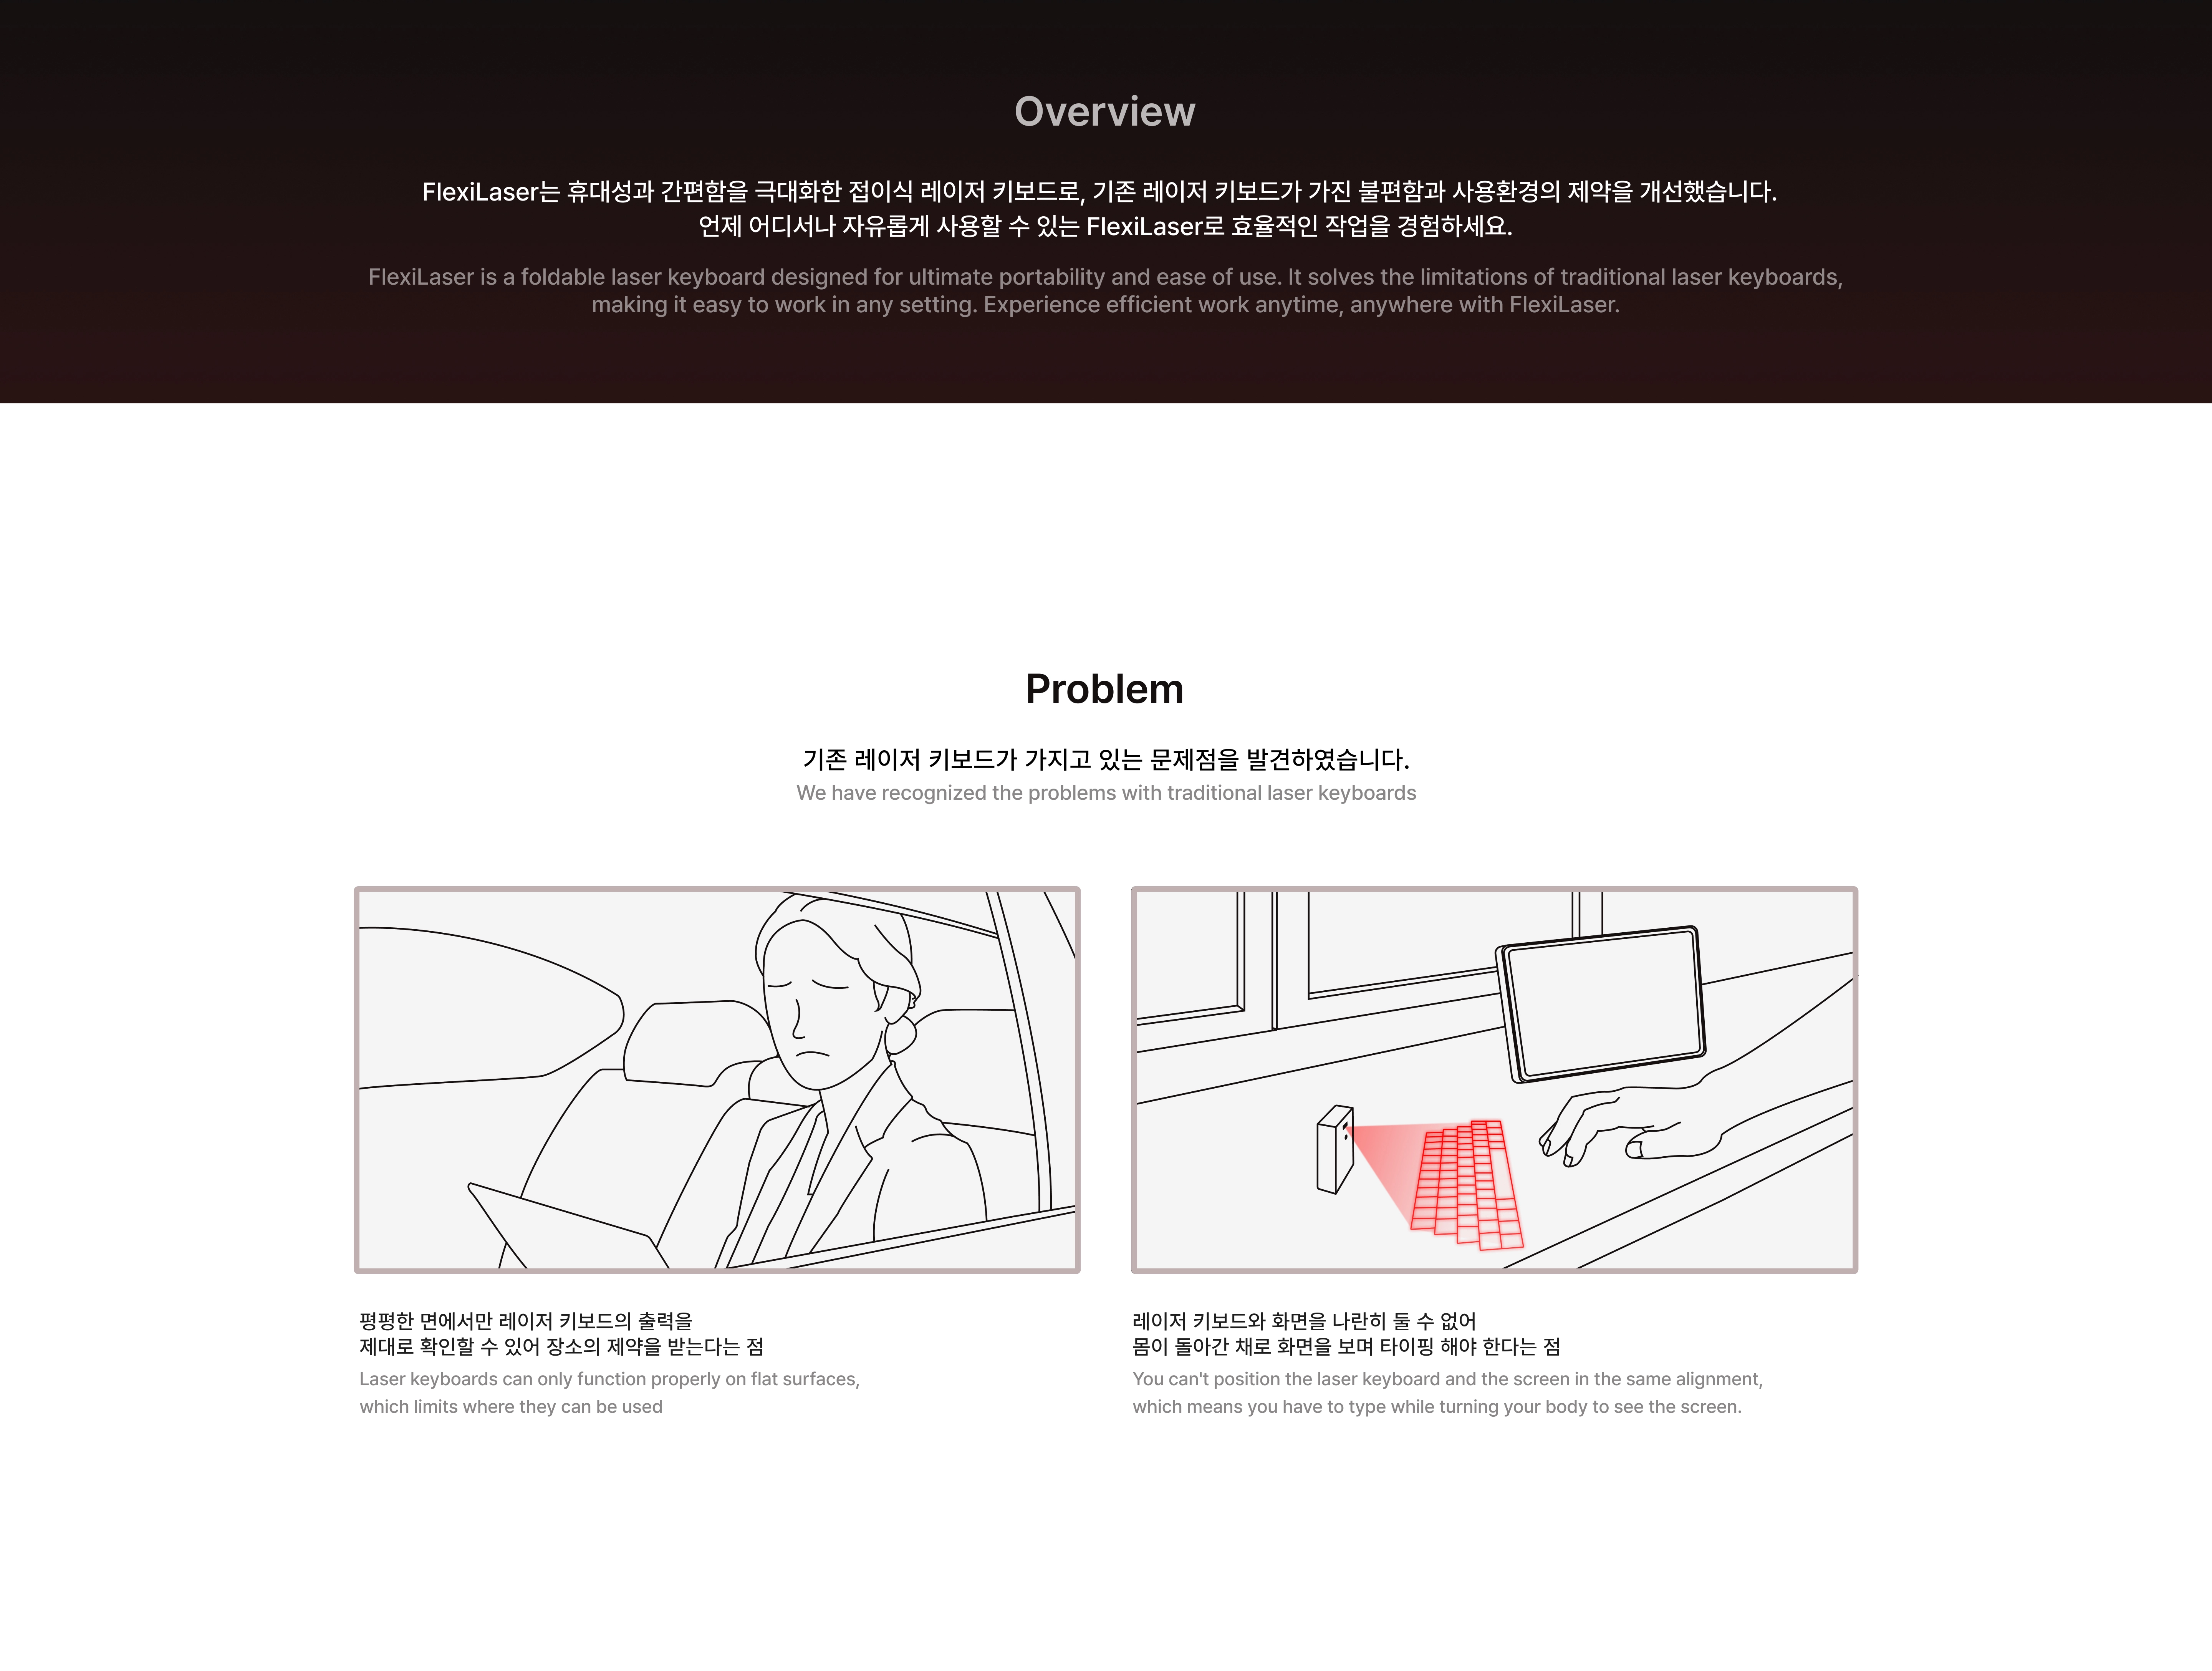 Overview
FlexiLaser는 휴대성과 간편함을 극대화한 접이식 레이저 키보드로, 기존 레이저 키보드가 가진 불편함과 사용환경의 제약을 개선했습니다.
언제 어디서나 자유롭게 사용할 수 있는 FlexiLaser로 효율적인 작업을 경험하세요.
FlexiLaser is a foldable laser keyboard designed for ultimate portability and ease of use. It solves the limitations of traditional laser keyboards,
making it easy to work in any setting. Experience efficient work anytime, anywhere with FlexiLaser.
Problem
기존 레이저 키보드가 가지고 있는 문제점을 발견하였습니다.
We have recognized the problems with traditional laser keyboards
평평한 면에서만 레이저 키보드의 출력을
제대로 확인할 수 있어 장소의 제약을 받는다는 점
Laser keyboards can only function properly on flat surfaces,
which limits where they can be used
레이저 키보드와 화면을 나란히 둘 수 없어
몸이 돌아간 채로 화면을 보며 타이핑 해야 한다는 점
You can't position the laser keyboard and the screen in the same alignment,
which means you have to type while turning your body to see the screen.